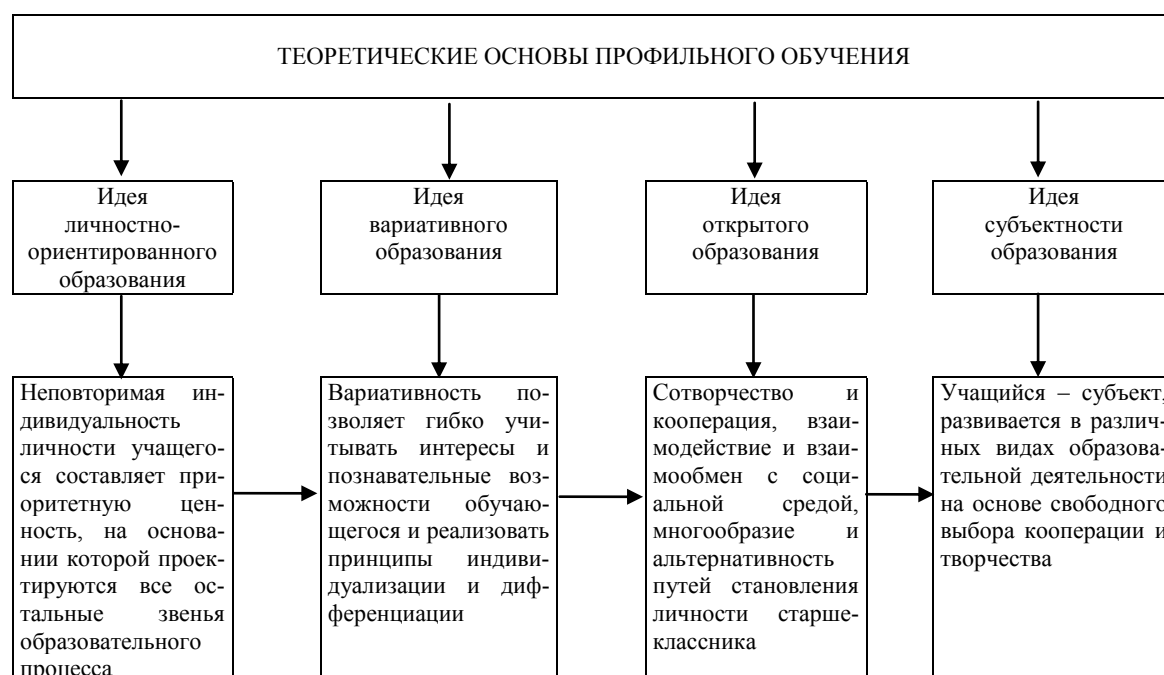 ТЕОРЕТИЧЕСКИЕ ОСНОВЫ ПРОФИЛЬНОГО ОБУЧЕНИЯ
Идея
личностно-
ориентированного
образования
Идея
вариативного
образования
Идея
открытого
образования
Идея
субъектности
образования
Неповторимая ин-
дивидуальность
личности учащего-
ся составляет при-
оритетную цен-
ность, на основа-
нии которой проек-
тируются все ос-
тальные звенья
образовательного
процесса
Вариативность по-
зволяет гибко учи-
тывать интересы и
познавательные воз-
можности обучаю-
щегося и реализовать
принципы индиви-
дуализации и диф-
ференциации
Сотворчество и
кооперация, взаи-
модействие и взаи-
мообмен с соци-
альной средой,
многообразие и
альтернативность
путей становления
личности старше-
классника
Учащийся – субъект,
развивается в различ-
ных видах образова-
тельной деятельности
на основе свободного
выбора кооперации и
творчества